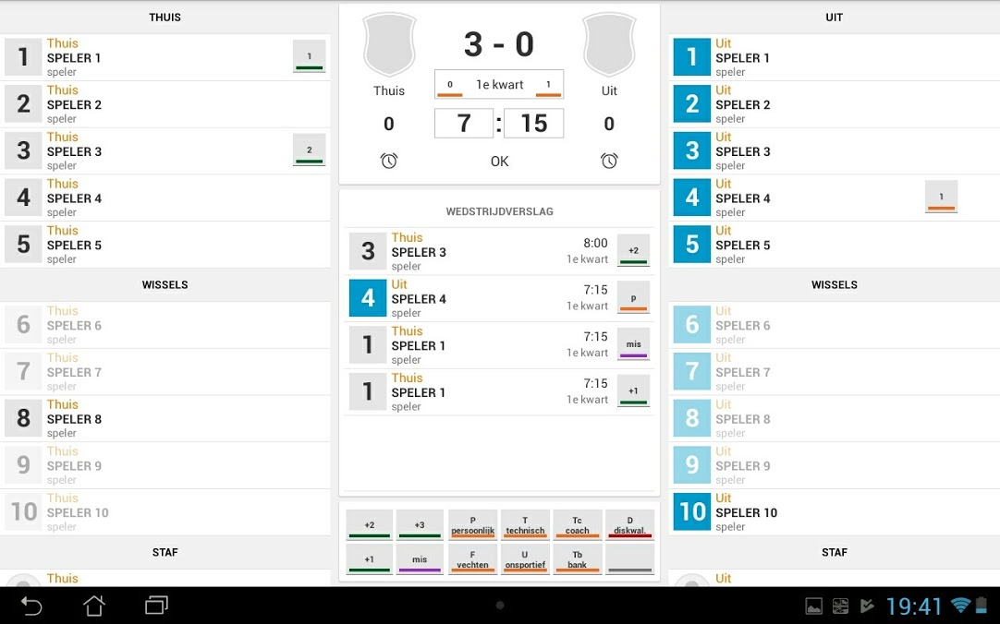 THUIS
1
Thuis
SPELER 1
speler
1
2
Thuis
SPELER 2
speler
3
Thuis
SPELER 3
speler
2
4
Thuis
SPELER 4
speler
5
Thuis
SPELER 5
speler
WISSELS
6
Thuis
SPELER 6
speler
7
Thuis
SPELER 7
speler
8
Thuis
SPELER 8
speler
9
Thuis
SPELER 9
speler
10
Thuis
SPELER 10
speler
STAF
Thuis
3 - 0
0 1e kwart 1
Thuis
Uit
0 7 : 15 0
OK
WEDSTRIJDVERSLAG
3
Thuis
SPELER 3
speler
8:00
1e kwart
+2
4
Uit
SPELER 4
speler
7:15
1e kwart
p
1
Thuis
SPELER 1
speler
7:15
1e kwart
mis
1
Thuis
SPELER 1
speler
7:15
1e kwart
+1
+2
+3
P
persoonlijk
T
technisch
Tc
coach
D
diskwal.
+1
mis
F
vechten
U
onsportief
Tb
bank
UIT
1
Uit
SPELER 1
speler
2
Uit
SPELER 2
speler
3
Uit
SPELER 3
speler
4
Uit
SPELER 4
speler
1
5
Uit
SPELER 5
speler
WISSELS
6
Uit
SPELER 6
speler
7
Uit
SPELER 7
speler
8
Uit
SPELER 8
speler
9
Uit
SPELER 9
speler
10
Uit
SPELER 10
speler
STAF
Uit
19:41